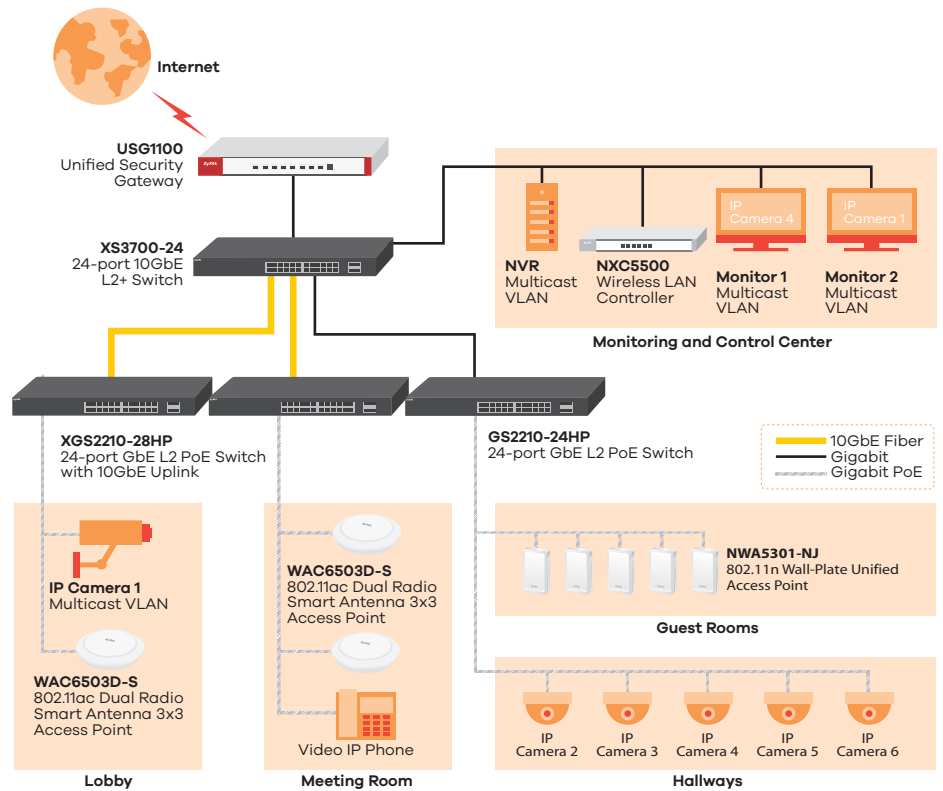 Internet
USG1100
Unified Security
Gateway
ZyXEL
XS3700-24
24-port 10GbE
L2+ Switch
IP
Camera 4
IP
Camera 1
NVR
Multicast
VLAN
NXC5500
Wireless LAN
Controller
Monitor 1
Multicast
VLAN
Monitor 2
Multicast
VLAN
Monitoring and Control Center
XGS2210-28HP
24-port GbE L2 PoE Switch
with 10GbE Uplink
GS2210-24HP
24-port GbE L2 PoE Switch
10GbE Fiber
Gigabit
Gigabit PoE
IP Camera 1
Multicast VLAN
WAC6503D-S
802.11ac Dual Radio
Smart Antenna 3x3
Access Point
Lobby
WAC6503D-S
802.11ac Dual Radio
Smart Antenna 3x3
Access Point
Video IP Phone
Meeting Room
NWA5301-NJ
802.11n Wall-Plate Unified
Access Point
Guest Rooms
IP
Camera 2
IP
Camera 3
IP
Camera 4
IP
Camera 5
IP
Camera 6
Hallways